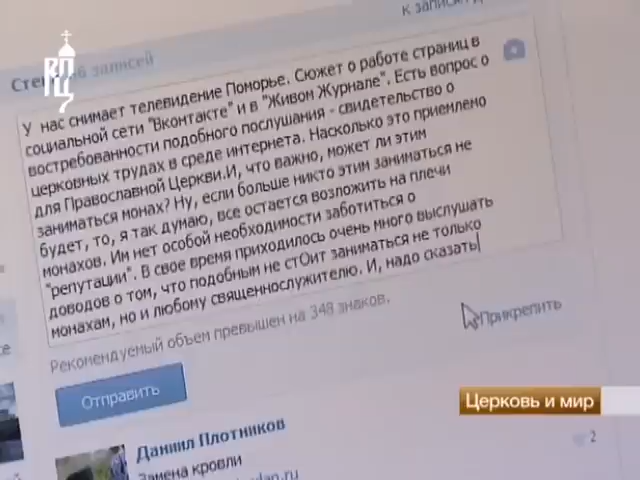 к записи д
Стена
66 записей
У нас снимает телевидение Поморье. Сюжет о работе страниц в
социальной сети "Вконтакте" и в "Живом Журнале". Есть вопрос о
востребованности подобного послушания - свидетельство о
церковных трудах в среде интернета. Насколько это приемлемо
для Православной Церкви.И, что важно, может ли этим
заниматься монах? Ну, если больше никто этим заниматься не
будет, то, я так думаю, все остается возложить на плечи
монахов. Им нет особой необходимости заботиться о
"репутации". В свое время приходилось очень много выслушать
доводов о том, что подобным не стОит заниматься не только
монахам, но и любому священнослужителю. И, надо сказать
Рекомендуемый объем превышен на 348 знаков.
Прикрепить
Отправить
Церковь и мир
Даниил Плотников
2
Замена кровли
dan.ru